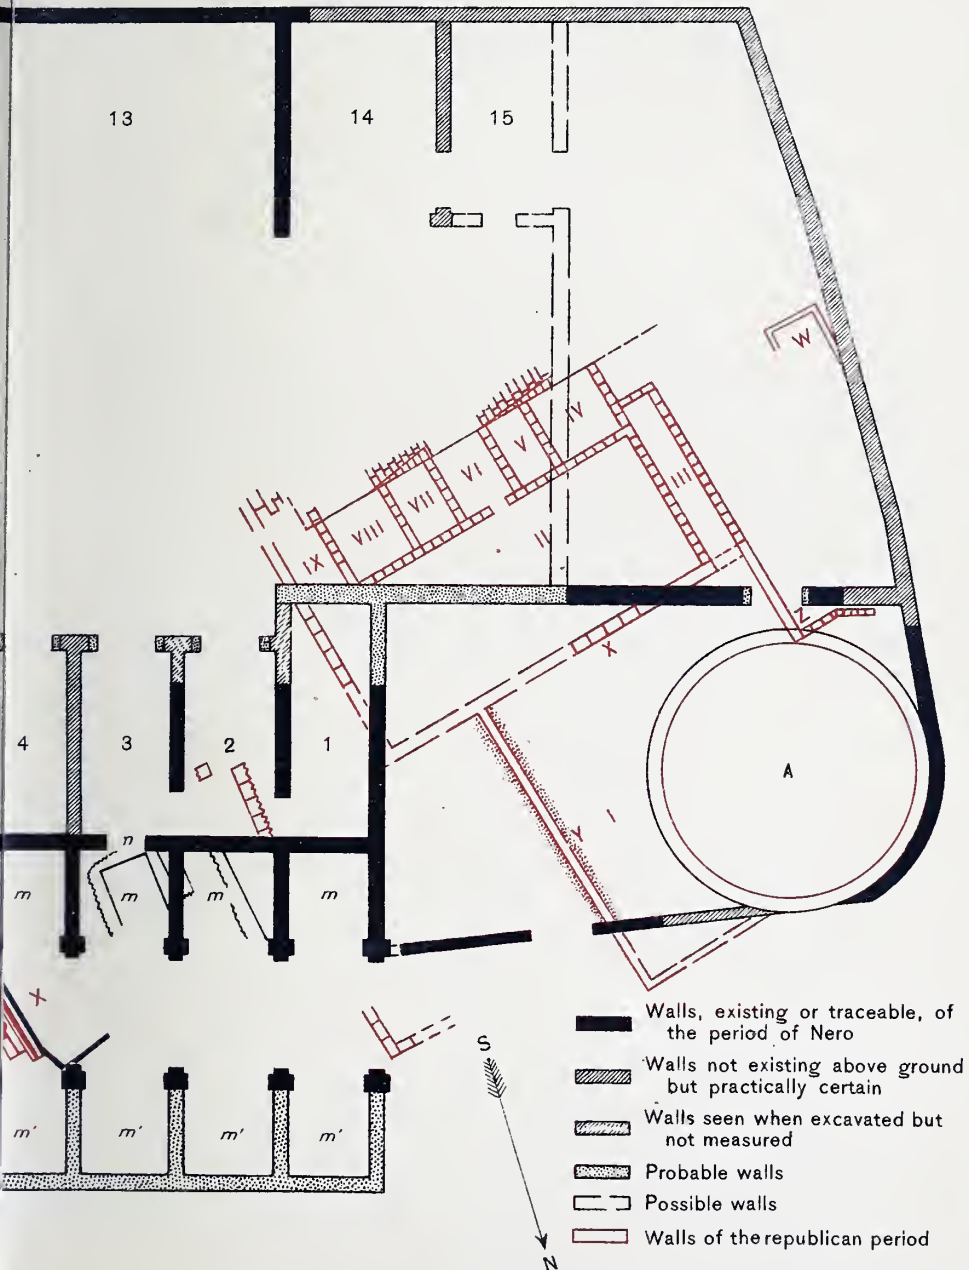 13
14
15
W
IV
V
VI
VII
III
VIII
II
IX
Z
X
4
3
2
1
A
Y
I
n
m
m
m
m
X
S
m'
m'
m'
m'
N
Walls, existing or traceable, of
the period of Nero
Walls not existing above ground
but practically certain
Walls seen when excavated but
not measured
Probable walls
Possible walls
Walls of the republican period